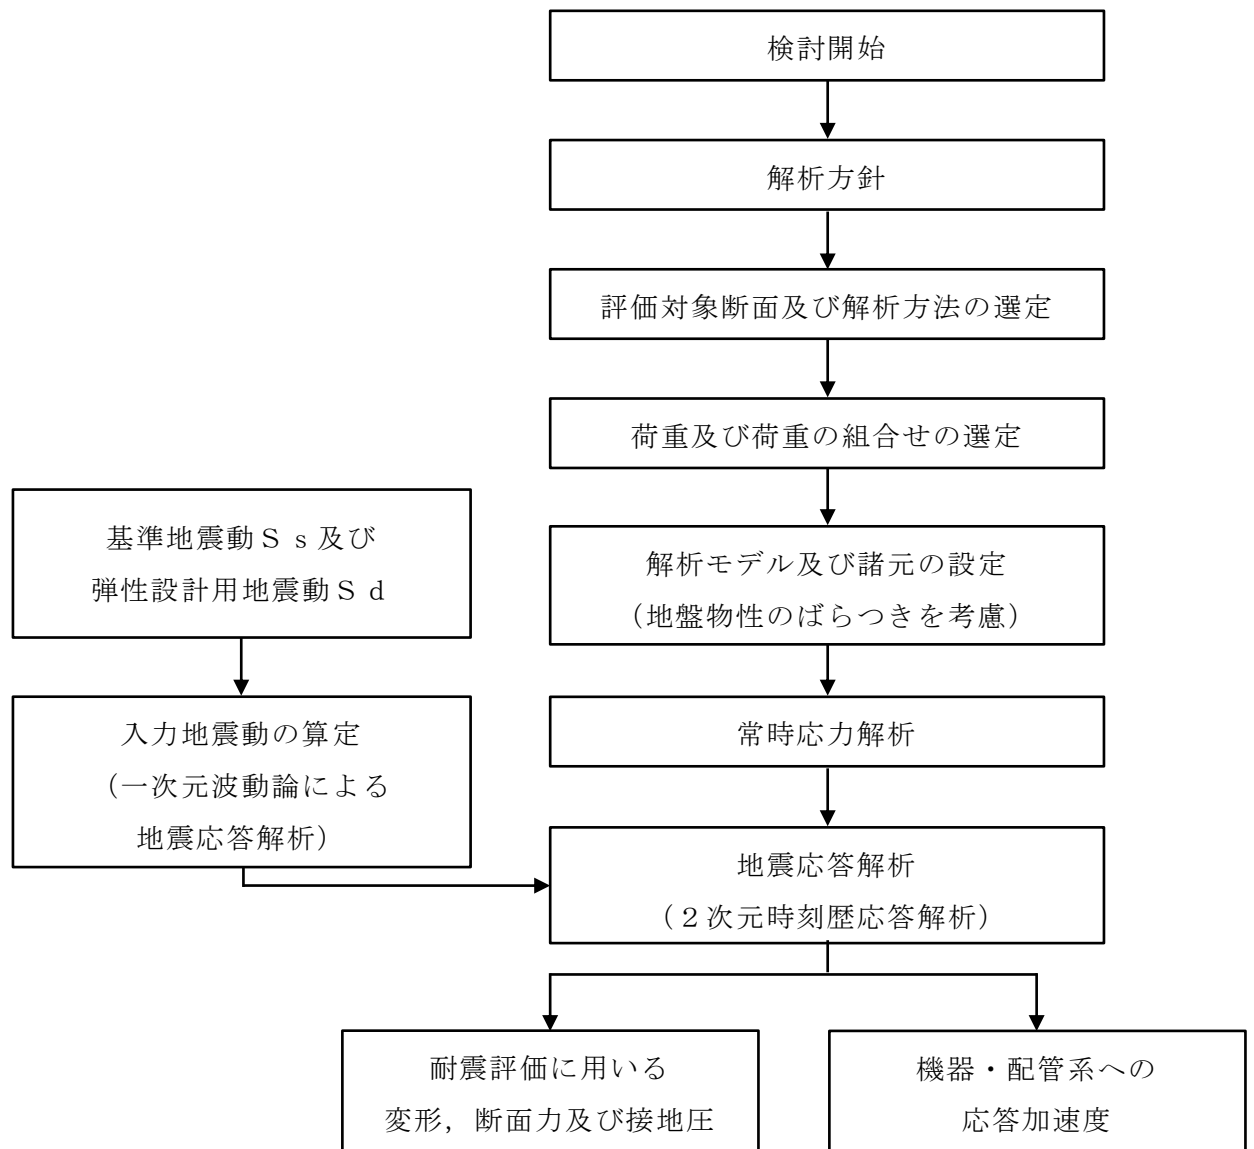 検討開始
解析方針
評価対象断面及び解析方法の選定
荷重及び荷重の組合せの選定
基準地震動Ｓｓ及び
弾性設計用地震動Ｓｄ
解析モデル及び諸元の設定
（地盤物性のばらつきを考慮）
入力地震動の算定
（一次元波動論による
地震応答解析）
常時応力解析
地震応答解析
（２次元時刻歴応答解析）
耐震評価に用いる
変形，断面力及び接地圧
機器・配管系への
応答加速度